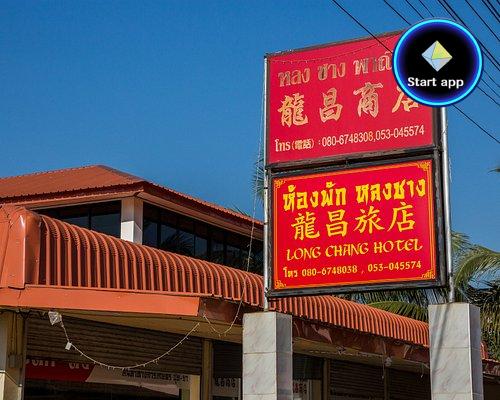 Start app
หลง ชาง
龍昌商店
โทร(電話) : 080-6748308,053-045574
ห้องพัก หลงชาง
龍昌旅店
LONG CHANG HOTEL
โทร 080-6748038 , 053-045574